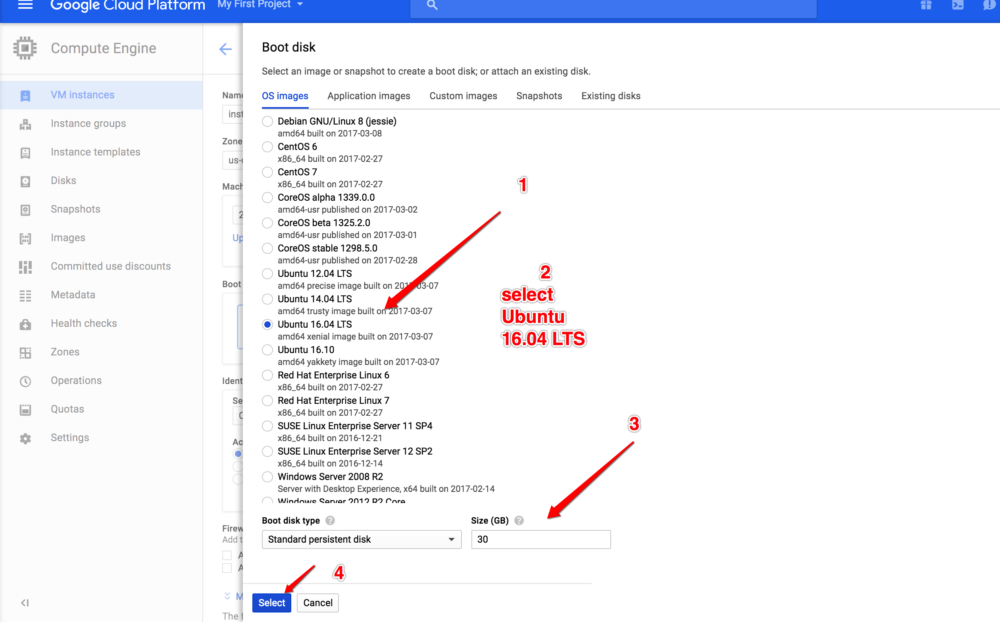 Google Cloud Platform
My First Project
Compute Engine
VM instances
Instance groups
Instance templates
Disks
Snapshots
Images
Committed use discounts
Metadata
Health checks
Zones
Operations
Quotas
Settings
Name
inst
Zone
us-c
Mach
2
Up
Boot
Ident
Se
Ac
Firew
Add t
A
A
M
The f
Boot disk
Select an image or snapshot to create a boot disk; or attach an existing disk.
OS images
Application images
Custom images
Snapshots
Existing disks
Debian GNU/Linux 8 (jessie)
amd64 built on 2017-03-08
CentOS 6
x86_64 built on 2017-02-27
CentOS 7
x86_64 built on 2017-02-27
CoreOS alpha 1339.0.0
amd64-usr published on 2017-03-02
CoreOS beta 1325.2.0
amd64-usr published on 2017-03-01
CoreOS stable 1298.5.0
amd64-usr published on 2017-02-28
Ubuntu 12.04 LTS
amd64 precise image built on 2017-03-07
Ubuntu 14.04 LTS
amd64 trusty image built on 2017-03-07
Ubuntu 16.04 LTS
amd64 xenial image built on 2017-03-07
Ubuntu 16.10
amd64 yakkety image built on 2017-03-07
Red Hat Enterprise Linux 6
x86_64 built on 2017-02-27
Red Hat Enterprise Linux 7
x86_64 built on 2017-02-27
SUSE Linux Enterprise Server 11 SP4
x86_64 built on 2016-12-21
SUSE Linux Enterprise Server 12 SP2
x86_64 built on 2016-12-14
Windows Server 2008 R2
Server with Desktop Experience, x64 built on 2017-02-14
Windows Server 2012 R2 Core
1
2
select
Ubuntu
16.04 LTS
3
Boot disk type
Standard persistent disk
Size (GB)
30
4
Select
Cancel